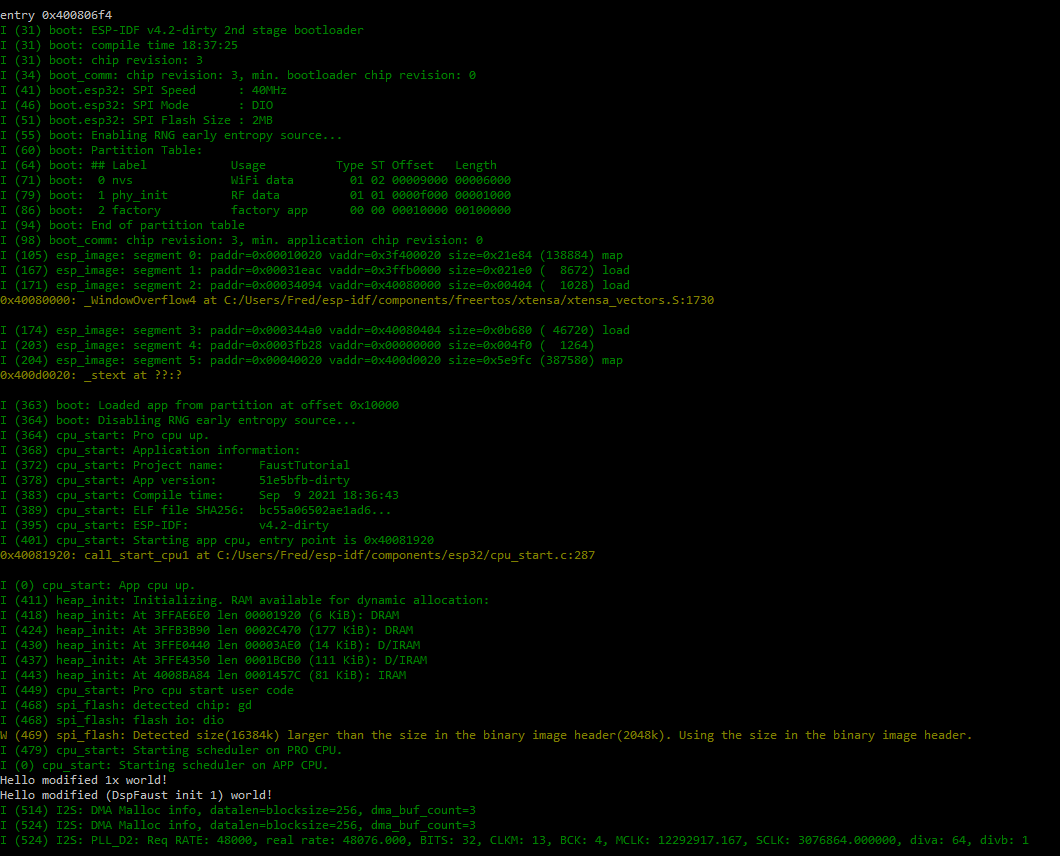 entry 0x400806f4
I (31) boot: ESP-IDF v4.2-dirty 2nd stage bootloader
I (31) boot: compile time 18:37:25
I (31) boot: chip revision: 3
I (34) boot_comm: chip revision: 3, min. bootloader chip revision: 0
I (41) boot.esp32: SPI Speed      : 40MHz
I (46) boot.esp32: SPI Mode       : DIO
I (51) boot.esp32: SPI Flash Size : 2MB
I (55) boot: Enabling RNG early entropy source...
I (60) boot: Partition Table:
I (64) boot: ## Label            Usage          Type ST Offset   Length
I (71) boot:  0 nvs              WiFi data        01 02 00009000 00006000
I (79) boot:  1 phy_init         RF data          01 01 0000f000 00001000
I (86) boot:  2 factory          factory app      00 00 00010000 00100000
I (94) boot: End of partition table
I (98) boot_comm: chip revision: 3, min. application chip revision: 0
I (105) esp_image: segment 0: paddr=0x00010020 vaddr=0x3f400020 size=0x21e84 (138884) map
I (167) esp_image: segment 1: paddr=0x00031eac vaddr=0x3ffb0000 size=0x021e0 (  8672) load
I (171) esp_image: segment 2: paddr=0x00034094 vaddr=0x40080000 size=0x00404 (  1028) load
0x40080000: _WindowOverflow4 at C:/Users/Fred/esp-idf/components/freertos/xtensa/xtensa_vectors.S:1730
I (174) esp_image: segment 3: paddr=0x000344a0 vaddr=0x40080404 size=0x0b680 ( 46720) load
I (203) esp_image: segment 4: paddr=0x0003fb28 vaddr=0x00000000 size=0x004f0 (  1264)
I (204) esp_image: segment 5: paddr=0x00040020 vaddr=0x400d0020 size=0x5e9fc (387580) map
0x400d0020: _stext at ??:?
I (363) boot: Loaded app from partition at offset 0x10000
I (364) boot: Disabling RNG early entropy source...
I (364) cpu_start: Pro cpu up.
I (368) cpu_start: Application information:
I (372) cpu_start: Project name:     FaustTutorial
I (378) cpu_start: App version:      51e5bfb-dirty
I (383) cpu_start: Compile time:     Sep  9 2021 18:36:43
I (389) cpu_start: ELF file SHA256:  bc55a06502ae1ad6...
I (395) cpu_start: ESP-IDF:          v4.2-dirty
I (401) cpu_start: Starting app cpu, entry point is 0x40081920
0x40081920: call_start_cpu1 at C:/Users/Fred/esp-idf/components/esp32/cpu_start.c:287
I (0) cpu_start: App cpu up.
I (411) heap_init: Initializing. RAM available for dynamic allocation:
I (418) heap_init: At 3FFAE6E0 len 00001920 (6 KiB): DRAM
I (424) heap_init: At 3FFB3B90 len 0002C470 (177 KiB): DRAM
I (430) heap_init: At 3FFE0440 len 00003AE0 (14 KiB): D/IRAM
I (437) heap_init: At 3FFE4350 len 0001BCB0 (111 KiB): D/IRAM
I (443) heap_init: At 4008BA84 len 0001457C (81 KiB): IRAM
I (449) cpu_start: Pro cpu start user code
I (468) spi_flash: detected chip: gd
I (468) spi_flash: flash io: dio
W (469) spi_flash: Detected size(16384k) larger than the size in the binary image header(2048k). Using the size in the binary image header.
I (479) cpu_start: Starting scheduler on PRO CPU.
I (0) cpu_start: Starting scheduler on APP CPU.
Hello modified 1x world!
Hello modified (DspFaust init 1) world!
I (514) I2S: DMA Malloc info, datalen=blocksize=256, dma_buf_count=3
I (524) I2S: DMA Malloc info, datalen=blocksize=256, dma_buf_count=3
I (524) I2S: PLL_D2: Req RATE: 48000, real rate: 48076.000, BITS: 32, CLKM: 13, BCK: 4, MCLK: 12292917.167, SCLK: 3076864.000000, diva: 64, divb: 1